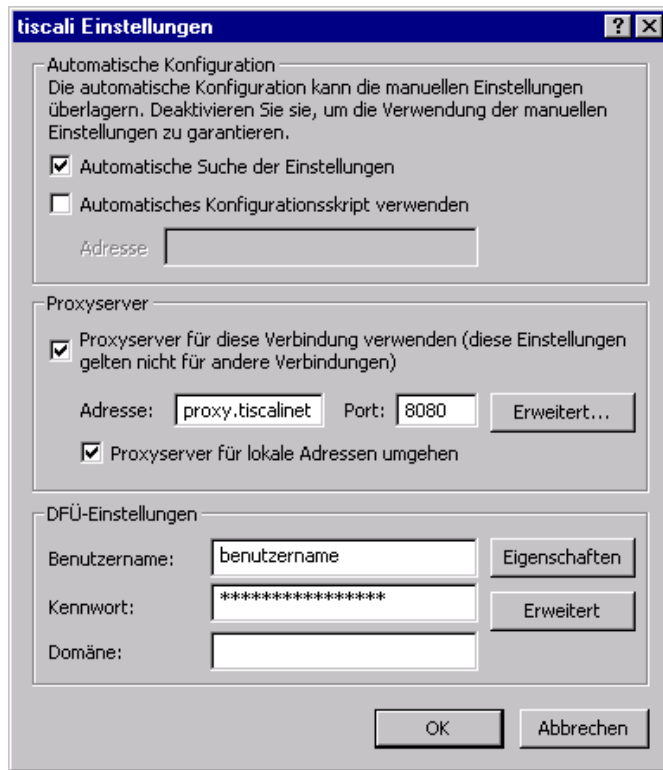 tiscali Einstellungen
Automatische Konfiguration
Die automatische Konfiguration kann die manuellen Einstellungen
überlagern. Deaktivieren Sie sie, um die Verwendung der manuellen
Einstellungen zu garantieren.
Automatische Suche der Einstellungen
Automatisches Konfigurationsskript verwenden
Adresse
Proxyserver
Proxyserver für diese Verbindung verwenden (diese Einstellungen
gelten nicht für andere Verbindungen)
Adresse: proxy.tiscalinet Port: 8080 Erweitert...
Proxyserver für lokale Adressen umgehen
DFÜ-Einstellungen
Benutzername: benutzername Eigenschaften
Kennwort: **************** Erweitert
Domäne:
OK Abbrechen